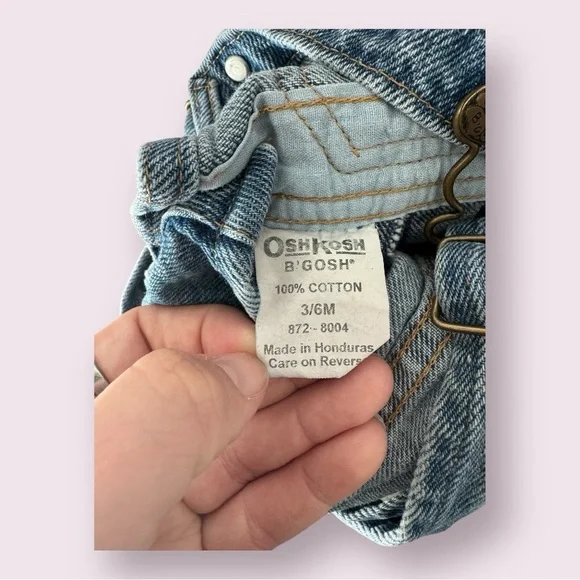 OSHKOSH
B'GOSH®
100% COTTON
3/6M
872-8004
Made in Honduras
Care on Revers